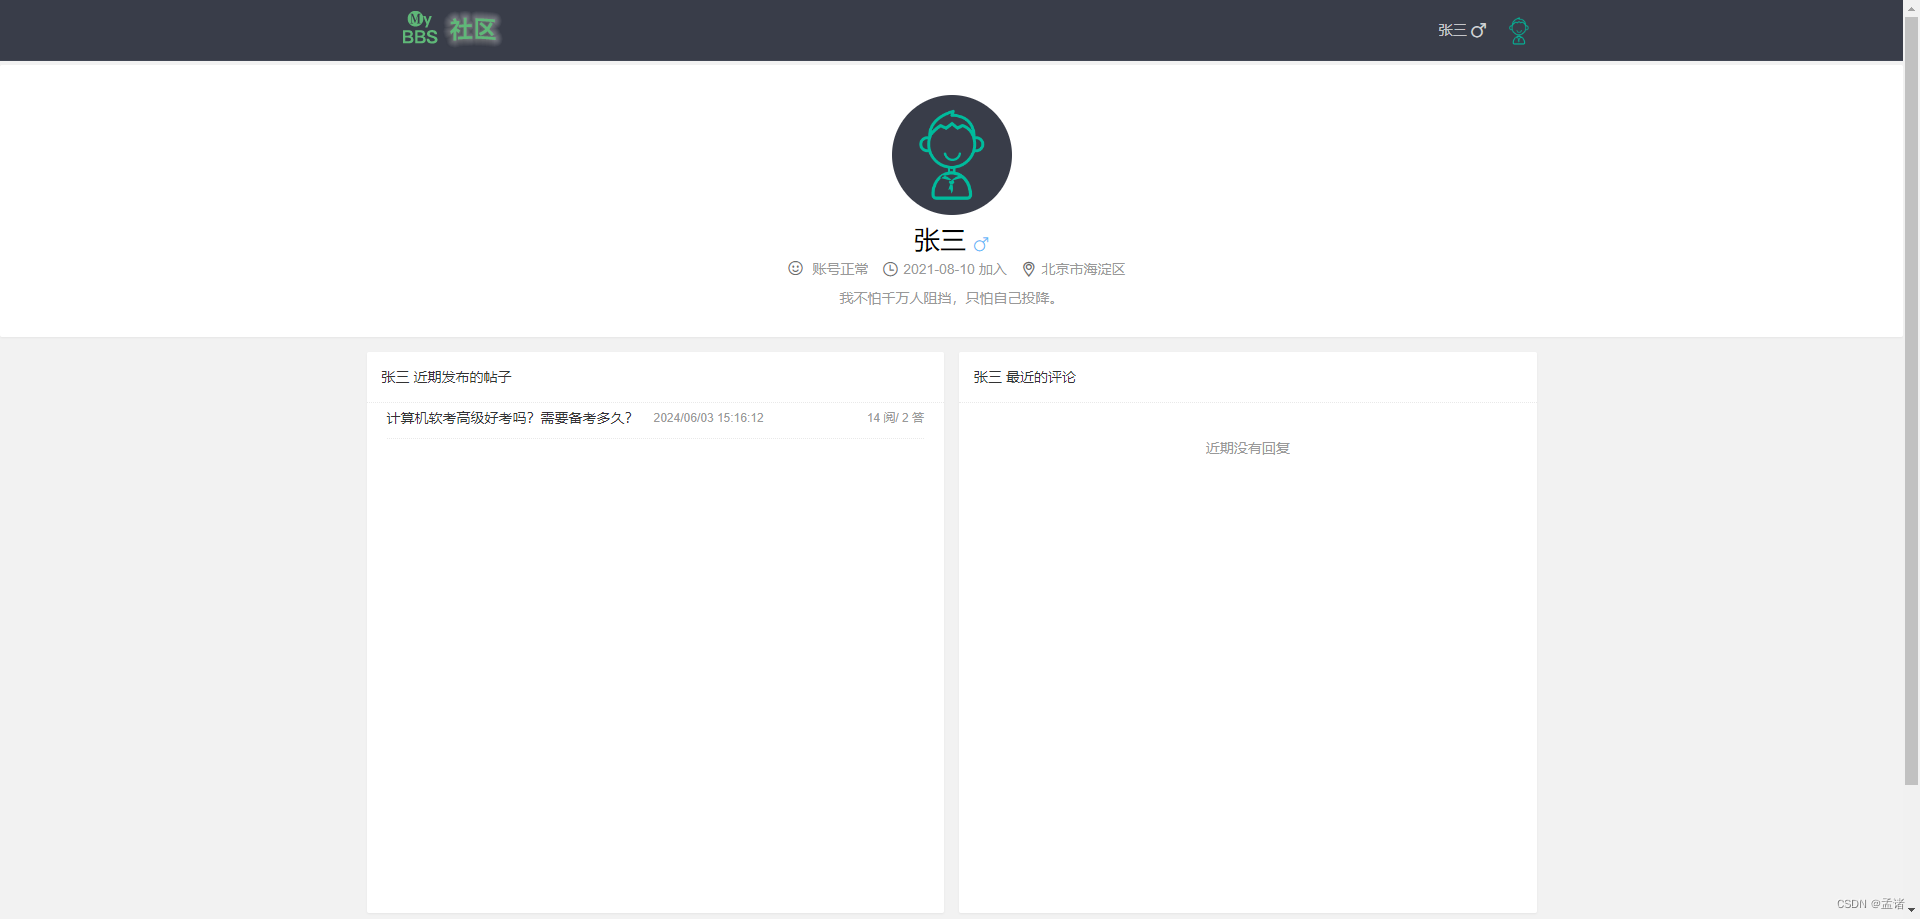 My
BBS 社区
张三
张三
账号正常 2021-08-10 加入 北京市海淀区
我不怕千万人阻挡，只怕自己投降。
张三 近期发布的帖子
计算机软考高级好考吗？需要备考多久？ 2024/06/03 15:16:12 14 阅/ 2 答
张三 最近的评论
近期没有回复
CSDN @孟诸